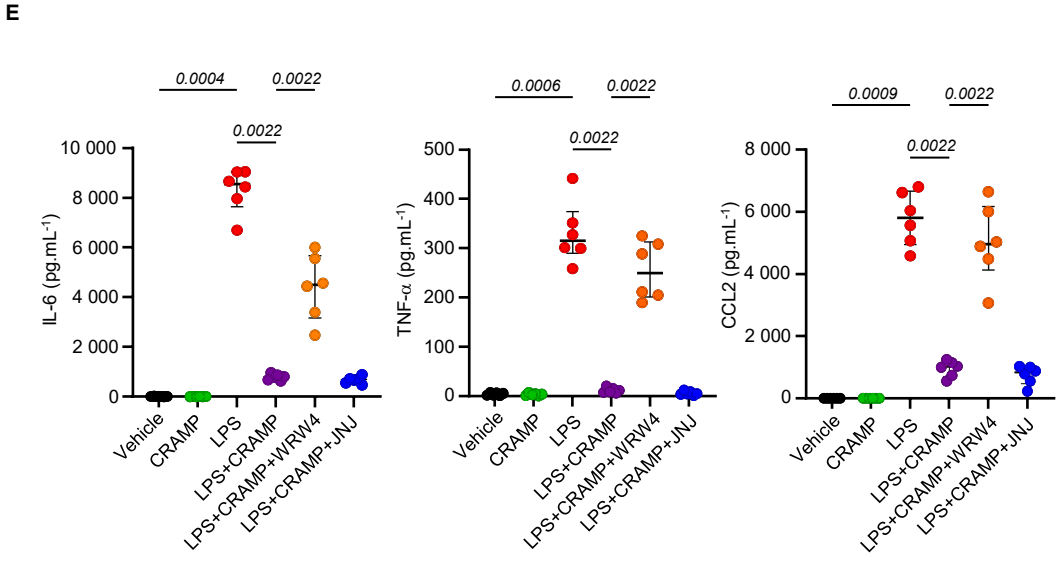 E
0.0004
0.0022
0.0022
IL-6 (pg.mL-1)
10 000
8 000
6 000
4 000
2 000
0
Vehicle
CRAMP
LPS
LPS+CRAMP
LPS+CRAMP+WRW4
LPS+CRAMP+JNJ
0.0006
0.0022
0.0022
TNF-α (pg.mL-1)
500
400
300
200
100
0
Vehicle
CRAMP
LPS
LPS+CRAMP
LPS+CRAMP+WRW4
LPS+CRAMP+JNJ
0.0009
0.0022
0.0022
CCL2 (pg.mL-1)
8 000
6 000
4 000
2 000
0
Vehicle
CRAMP
LPS
LPS+CRAMP
LPS+CRAMP+WRW4
LPS+CRAMP+JNJ